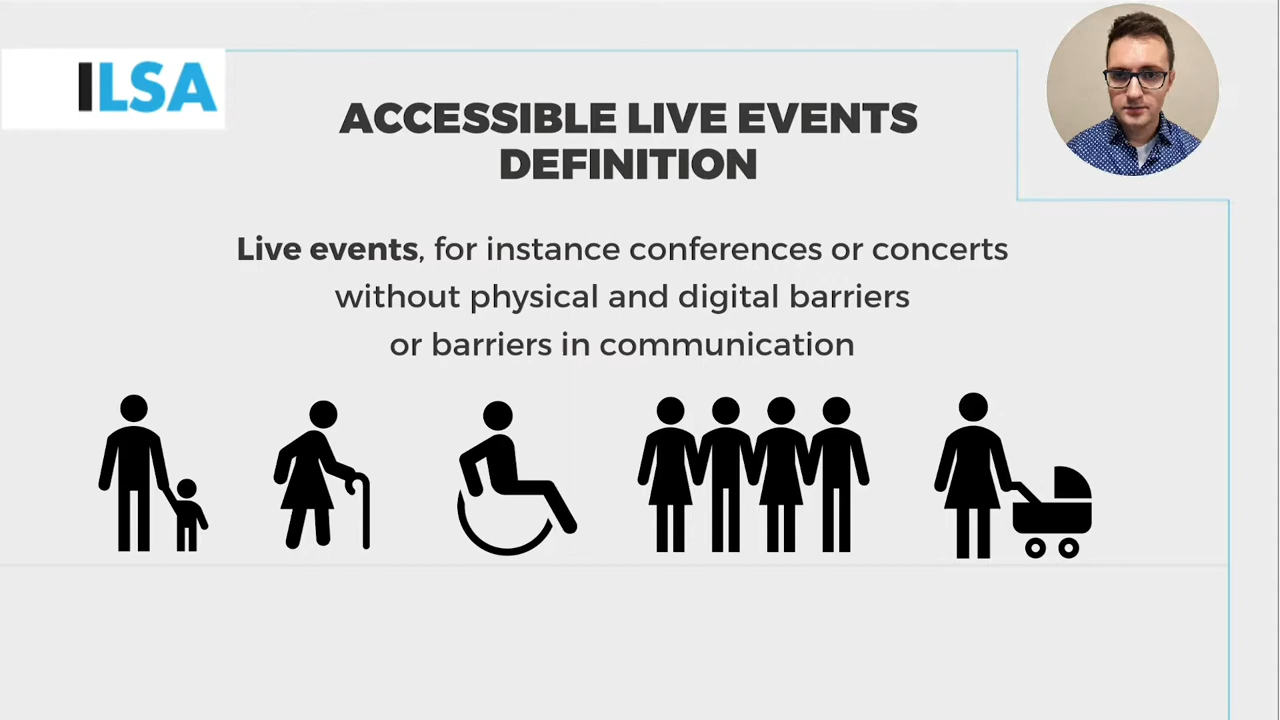 ILSA
ACCESSIBLE LIVE EVENTS
DEFINITION
Live events, for instance conferences or concerts
without physical and digital barriers
or barriers in communication